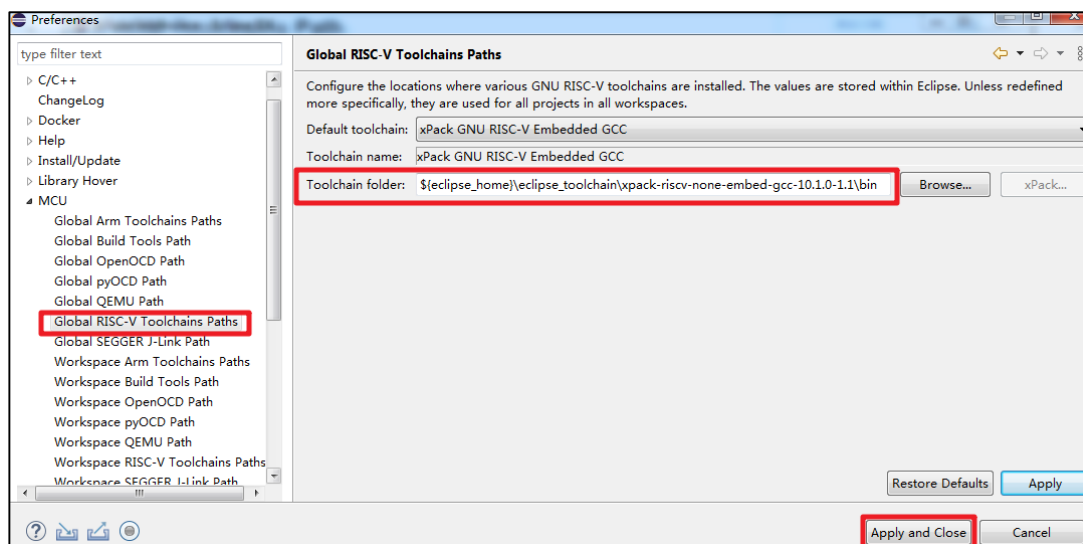 Preferences
type filter text
C/C++
ChangeLog
Docker
Help
Install/Update
Library Hover
MCU
Global Arm Toolchains Paths
Global Build Tools Path
Global OpenOCD Path
Global pyOCD Path
Global QEMU Path
Global RISC-V Toolchains Paths
Global SEGGER J-Link Path
Workspace Arm Toolchains Paths
Workspace Build Tools Path
Workspace OpenOCD Path
Workspace pyOCD Path
Workspace QEMU Path
Workspace RISC-V Toolchains Paths
Workspace SEGGER J-Link Path
Global RISC-V Toolchains Paths
Configure the locations where various GNU RISC-V toolchains are installed. The values are stored within Eclipse. Unless redefined
more specifically, they are used for all projects in all workspaces.
Default toolchain: xPack GNU RISC-V Embedded GCC
Toolchain name: xPack GNU RISC-V Embedded GCC
Toolchain folder: ${eclipse_home}\eclipse_toolchain\xpack-riscv-none-embed-gcc-10.1.0-1.1\bin Browse... xPack...
Restore Defaults Apply
Apply and Close Cancel